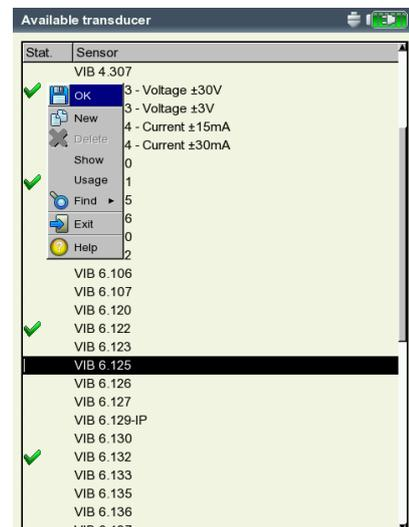 Available transducer
Stat. Sensor
VIB 4.307
3 - Voltage ±30V
OK
3 - Voltage ±3V
New
4 - Current ±15mA
Delete
4 - Current ±30mA
Show
0
Usage
1
Find
5
6
Exit
0
Help
2
VIB 6.106
VIB 6.107
VIB 6.120
VIB 6.122
VIB 6.123
VIB 6.125
VIB 6.126
VIB 6.127
VIB 6.129-IP
VIB 6.130
VIB 6.132
VIB 6.133
VIB 6.135
VIB 6.136